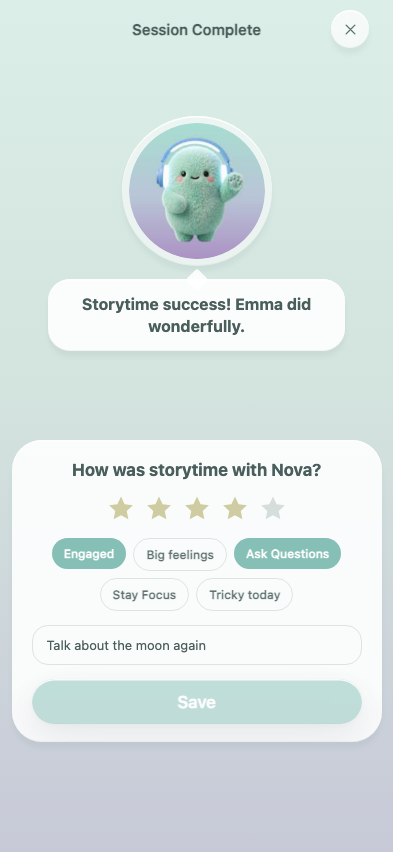 Session Complete
Storytime success! Emma did
wonderfully.
How was storytime with Nova?
Engaged
Big feelings
Ask Questions
Stay Focus
Tricky today
Talk about the moon again
Save